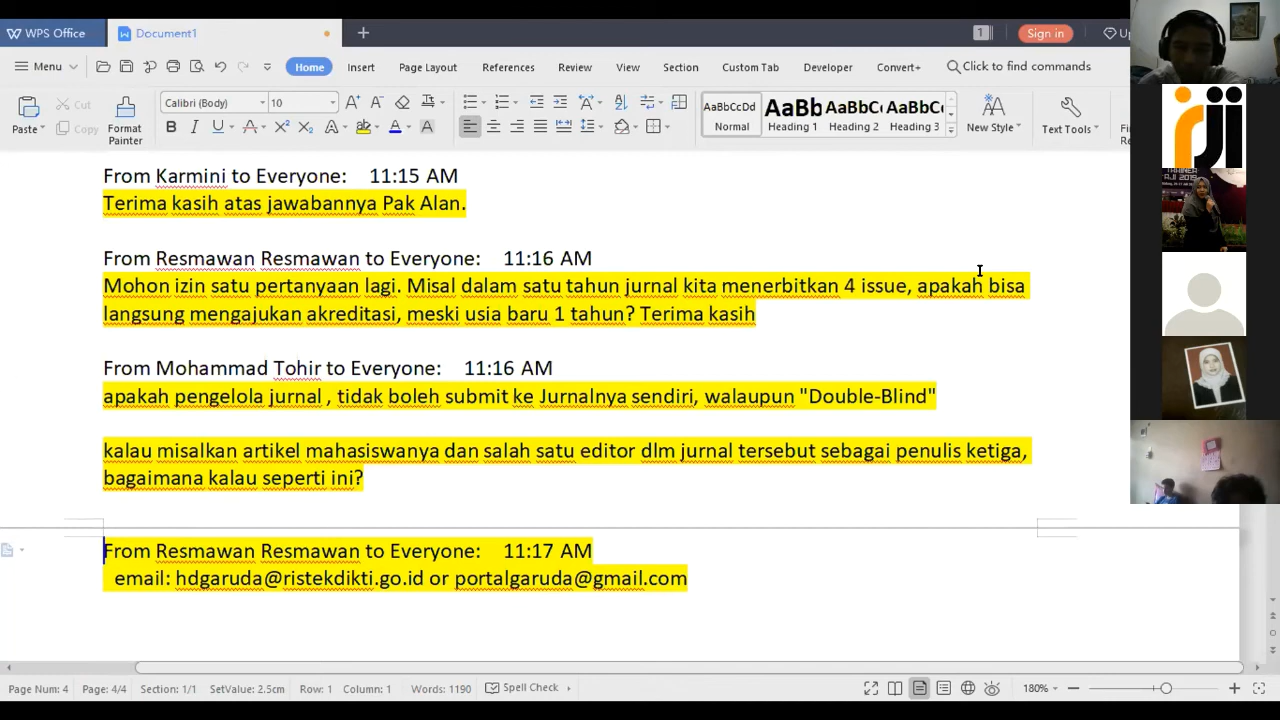 WPS Office
Document1
1
Sign in
Menu
Home
Insert
Page Layout
References
Review
View
Section
Custom Tab
Developer
Convert+
Click to find commands
Paste
Cut
Copy
Format
Painter
Calibri (Body)
10
AaBbCcDd
Normal
AaBb
Heading 1
AaBbC
Heading 2
AaBbC
Heading 3
New Style
Text Tools
From Karmini to Everyone: 11:15 AM
Terima kasih atas jawabannya Pak Alan.
From Resmawan Resmawan to Everyone: 11:16 AM
Mohon izin satu pertanyaan lagi. Misal dalam satu tahun jurnal kita menerbitkan 4 issue, apakah bisa
langsung mengajukan akreditasi, meski usia baru 1 tahun? Terima kasih
From Mohammad Tohir to Everyone: 11:16 AM
apakah pengelola jurnal , tidak boleh submit ke Jurnalnya sendiri, walaupun "Double-Blind"
kalau misalkan artikel mahasiswanya dan salah satu editor dlm jurnal tersebut sebagai penulis ketiga,
bagaimana kalau seperti ini?
From Resmawan Resmawan to Everyone: 11:17 AM
email: hdgaruda@ristekdikti.go.id or portalgaruda@gmail.com
Page Num: 4
Page: 4/4
Section: 1/1
SetValue: 2.5cm
Row: 1
Column: 1
Words: 1190
Spell Check
180%
rji